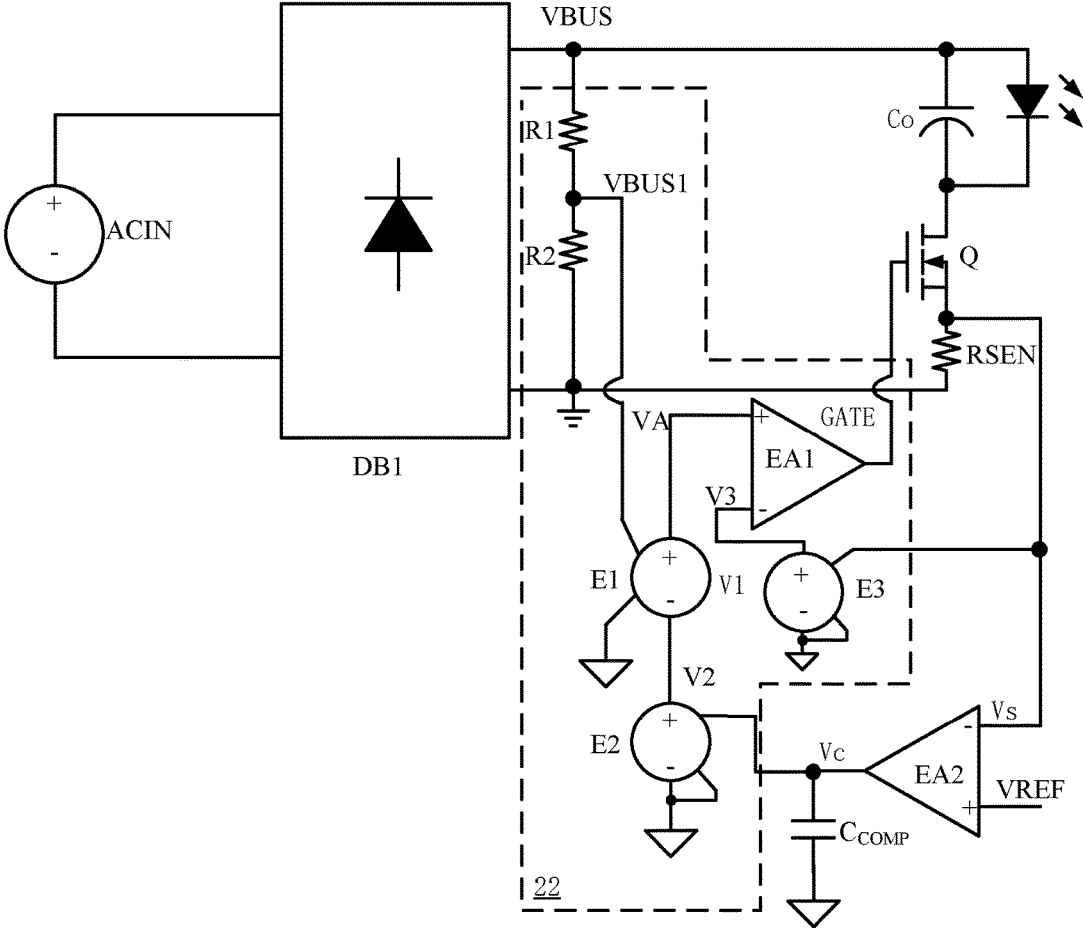 VBUS
R1
Co
VBUS1
+
ACIN
-
R2
Q
RSEN
VA
+
GATE
EA1
DB1
V3
-
E1
+
-
V1
+
-
E3
V2
E2
+
-
Vs
-
Vc
EA2
VREF
+
CCOMP
22